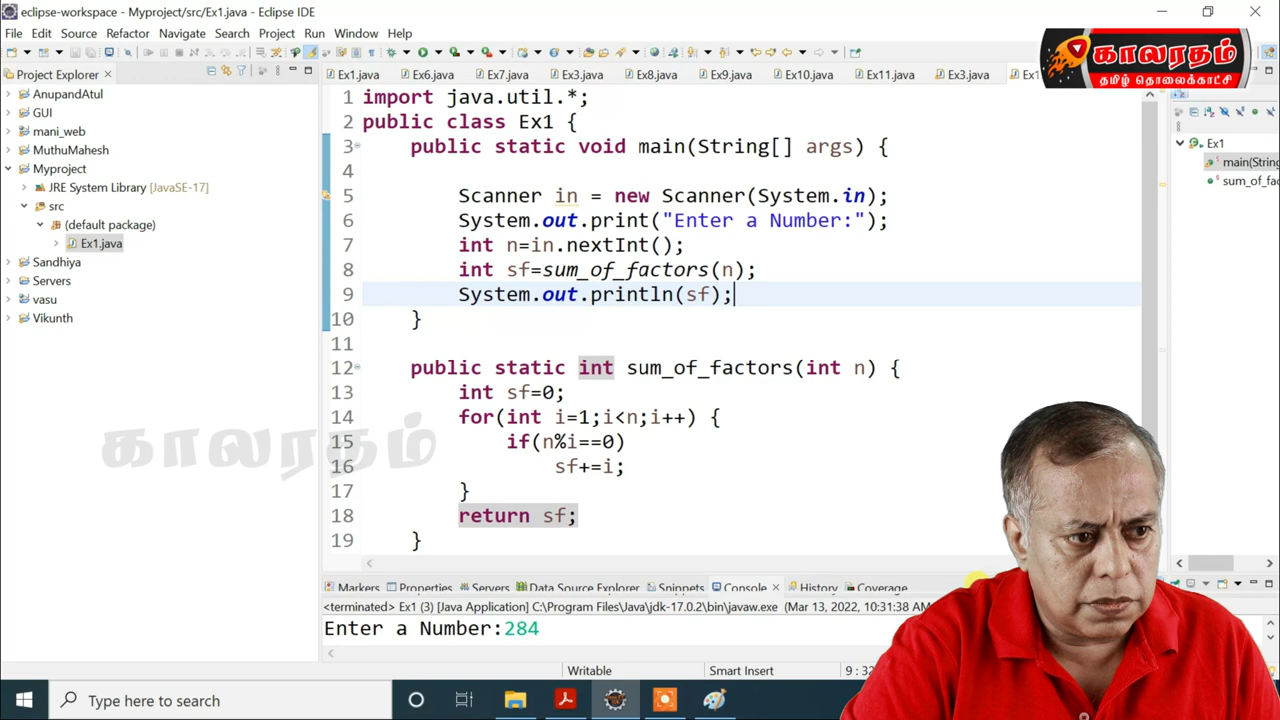 eclipse-workspace - Myproject/src/Ex1.java - Eclipse IDE
File Edit Source Refactor Navigate Search Project Run Window Help
காலரதம்
தமிழ் தொலைக்காட்சி
Project Explorer
Ex1.java Ex6.java Ex7.java Ex3.java Ex8.java Ex9.java Ex10.java Ex11.java Ex3.java
AnupandAtul
GUI
mani_web
MuthuMahesh
Myproject
JRE System Library [JavaSE-17]
src
(default package)
Ex1.java
Sandhiya
Servers
vasu
Vikunth
1 import java.util.*;
2 public class Ex1 {
3 public static void main(String[] args) {
4
5 Scanner in = new Scanner(System.in);
6 System.out.print("Enter a Number:");
7 int n=in.nextInt();
8 int sf=sum_of_factors(n);
9 System.out.println(sf);
10 }
11
12 public static int sum_of_factors(int n) {
13 int sf=0;
14 for(int i=1;i<n;i++) {
15 if(n%i==0)
16 sf+=i;
17 }
18 return sf;
19 }
Ex1
main(String
sum_of_fac
காலரதம்
Markers Properties Servers Data Source Explorer Snippets Console History Coverage
<terminated> Ex1 (3) [Java Application] C:\Program Files\Java\jdk-17.0.2\bin\javaw.exe (Mar 13, 2022, 10:31:38 AM
Enter a Number:284
Writable Smart Insert 9 : 32
Type here to search